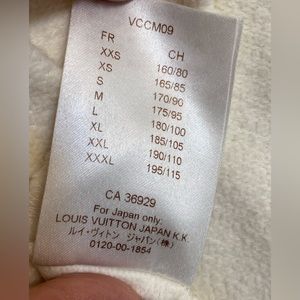 VCCM09
FR CH
XXS 160/80
XS 165/85
S 170/90
M 175/95
L 180/100
XL 185/105
XXL 190/110
XXXL 195/115
CA 36929
For Japan only:
LOUIS VUITTON JAPAN K.K.
ルイ・ヴィトン ジャパン(株)
0120-00-1854